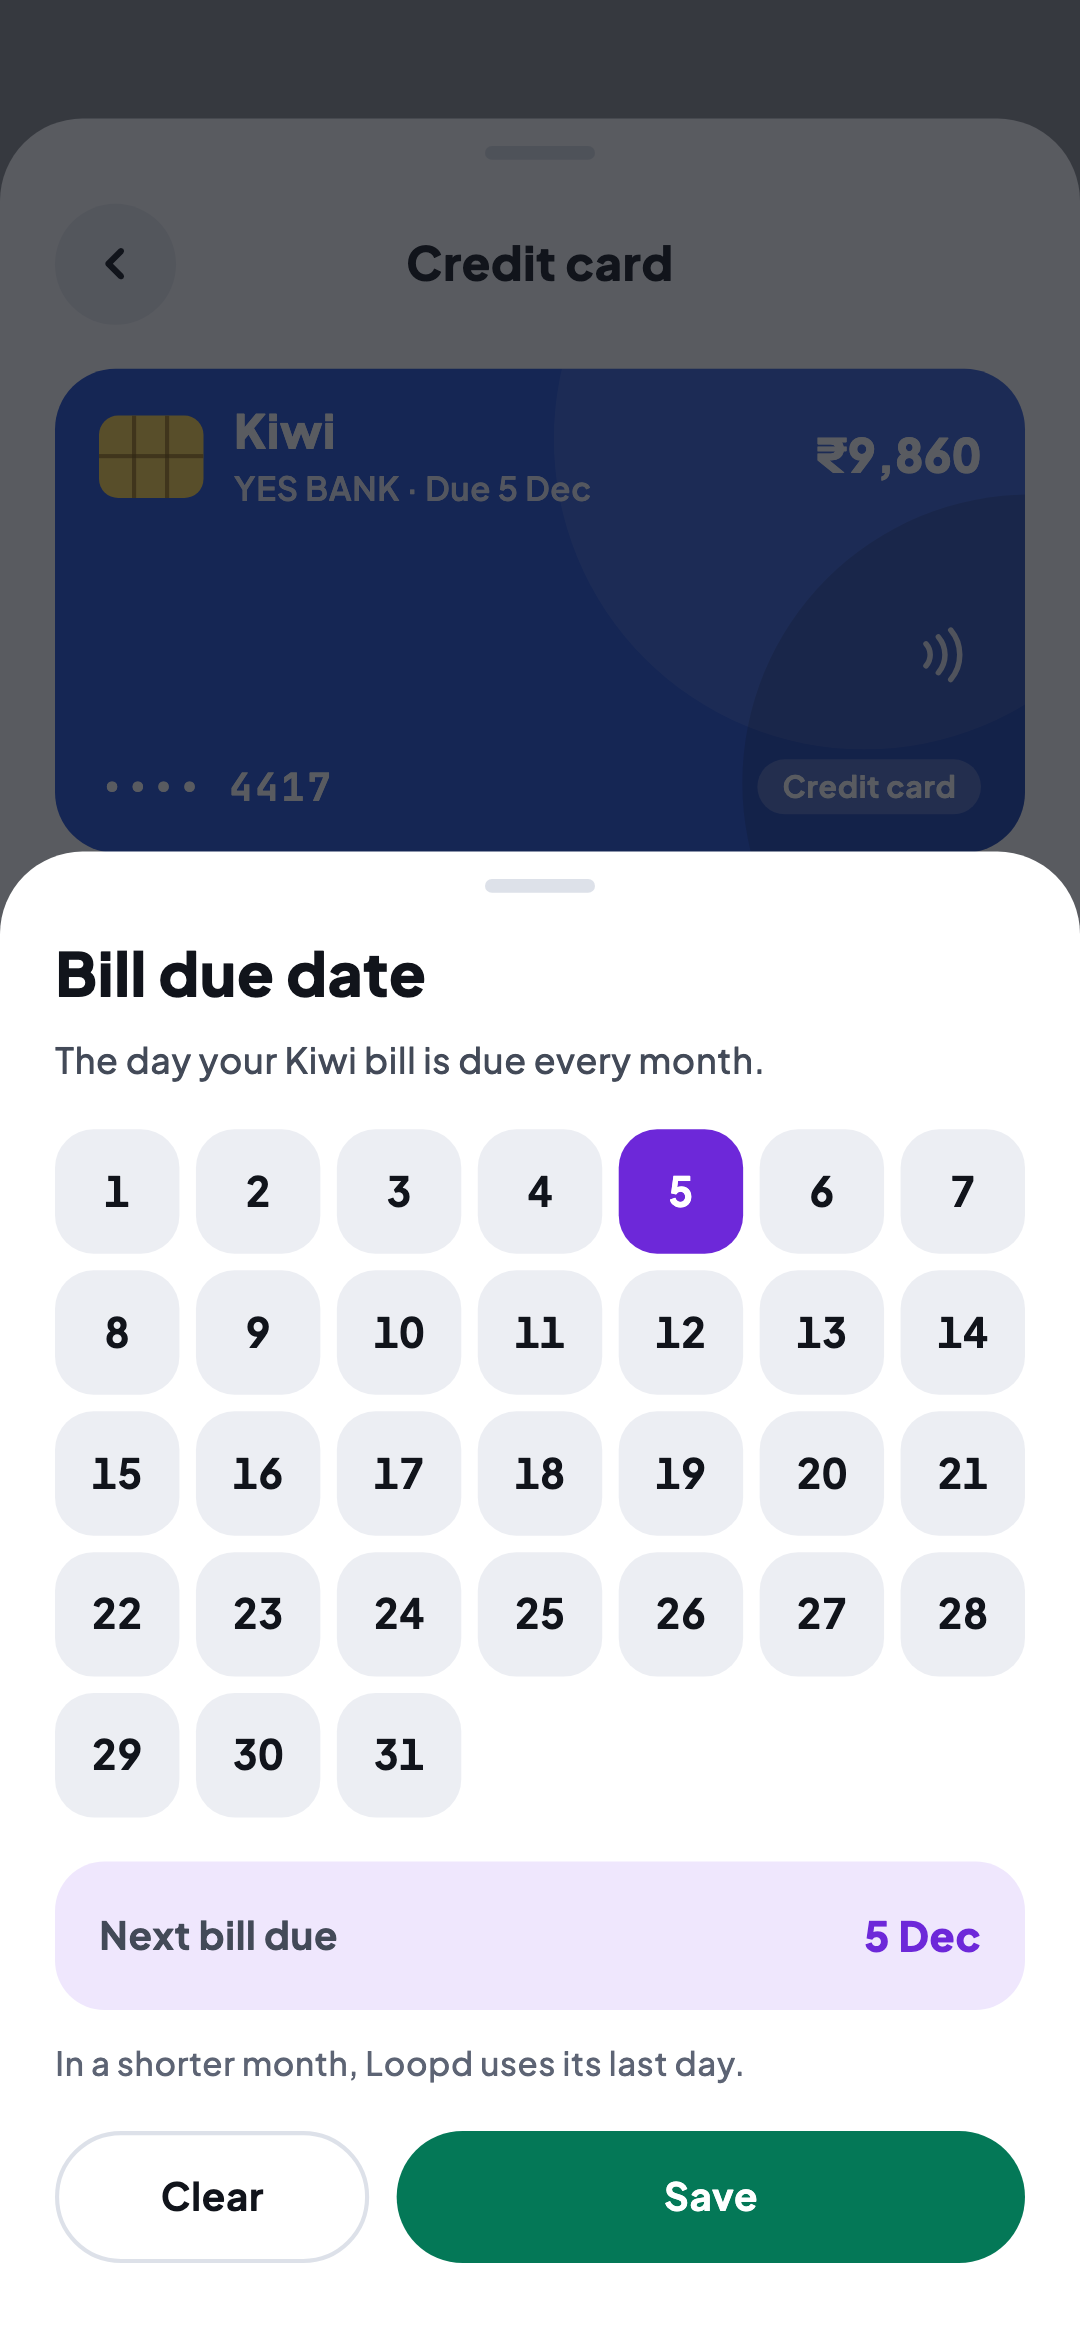 Credit card
Kiwi
₹9,860
YES BANK · Due 5 Dec
•••• 4417
Credit card
Bill due date
The day your Kiwi bill is due every month.
1 2 3 4 5 6 7
8 9 10 11 12 13 14
15 16 17 18 19 20 21
22 23 24 25 26 27 28
29 30 31
Next bill due 5 Dec
In a shorter month, Loopd uses its last day.
Clear Save